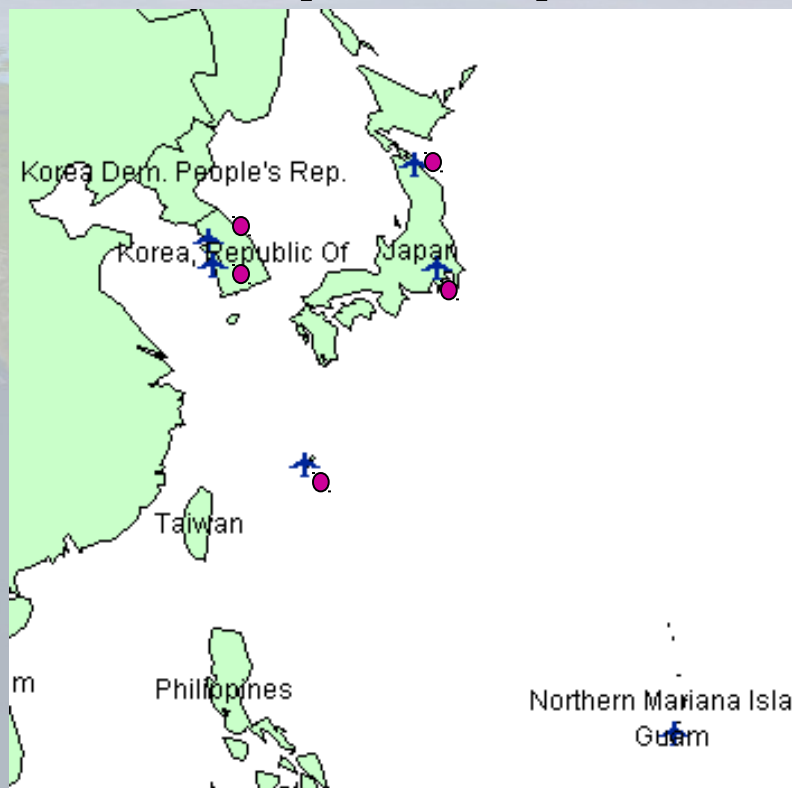 Korea Dem. People's Rep.
Korea, Republic Of
Japan
Taiwan
m
Philippines
Northern Mariana Isla
Guam